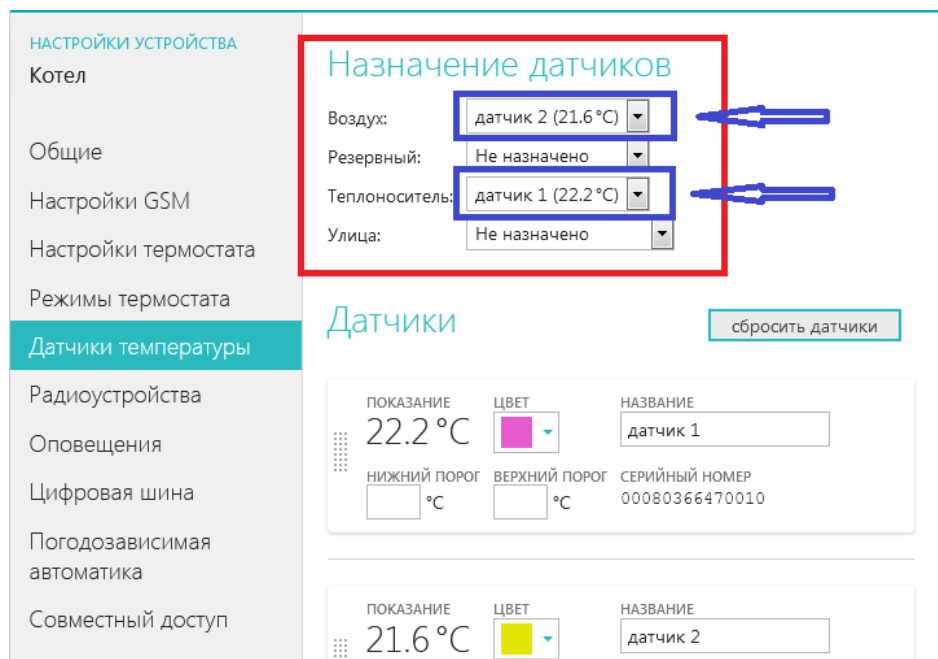 НАСТРОЙКИ УСТРОЙСТВА
Котел
Общие
Настройки GSM
Настройки термостата
Режимы термостата
Датчики температуры
Радиоустройства
Оповещения
Цифровая шина
Погодозависимая
автоматика
Совместный доступ
Назначение датчиков
Воздух: датчик 2 (21.6 °C)
Резервный: Не назначено
Теплоноситель: датчик 1 (22.2 °C)
Улица: Не назначено
Датчики
сбросить датчики
ПОКАЗАНИЕ ЦВЕТ НАЗВАНИЕ
22.2 °C датчик 1
НИЖНИЙ ПОРОГ ВЕРХНИЙ ПОРОГ СЕРИЙНЫЙ НОМЕР
°C °C 00080366470010
ПОКАЗАНИЕ ЦВЕТ НАЗВАНИЕ
21.6 °C датчик 2